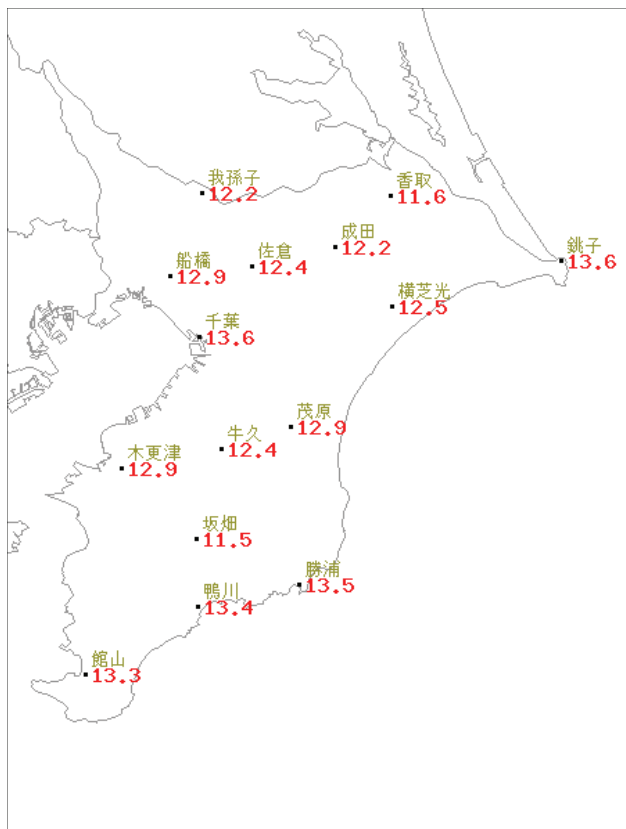 我孫子
12.2
香取
11.6
成田
12.2
佐倉
12.4
船橋
12.9
銚子
13.6
横芝光
12.5
千葉
13.6
茂原
12.9
牛久
12.4
木更津
12.9
坂畑
11.5
勝浦
13.5
鴨川
13.4
館山
13.3